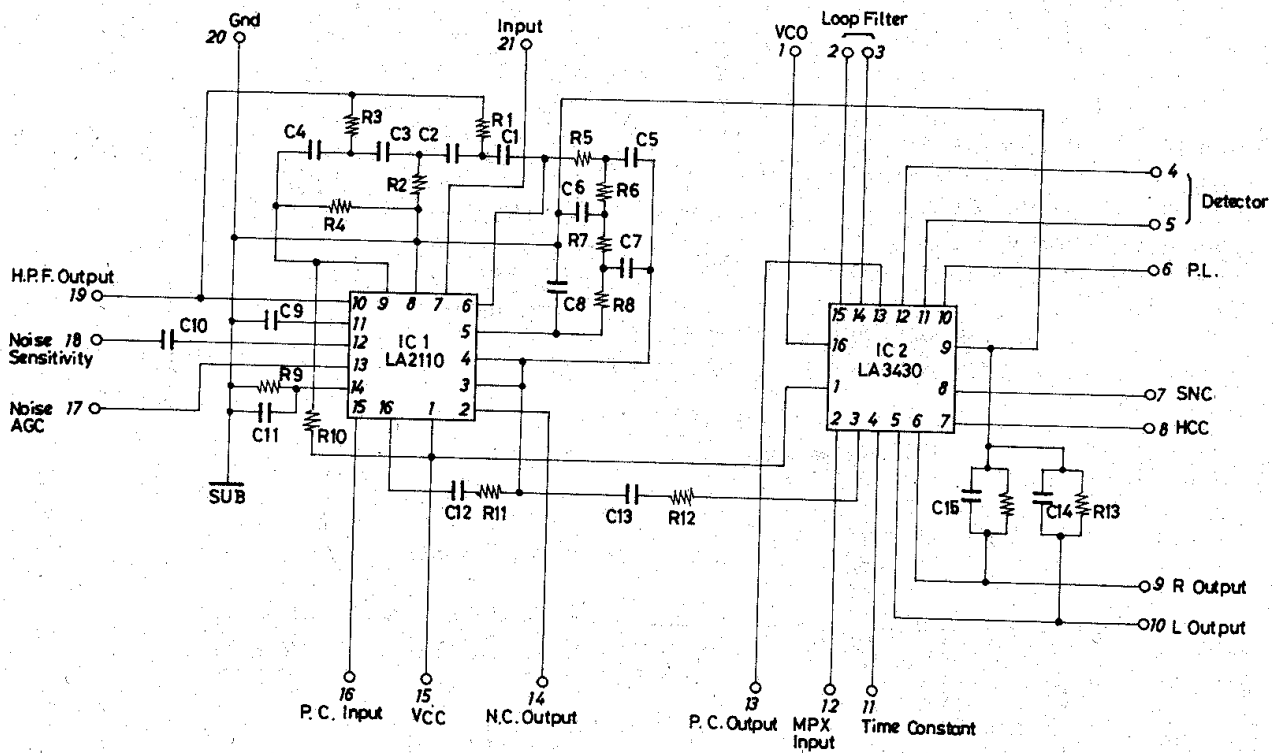 Gnd
20
Input
21
VCO
1
Loop Filter
2
3
C4
R3
C3
C2
R1
C1
R5
C5
R2
C6
R6
R4
R7
C7
C8
R8
4
5
Detector
6 P.L.
H.P.F. Output
19
10 9 8 7 6
11
12
13
14
15 16 1 2
5
4
3
IC 1
LA2110
C9
C10
Noise 18
Sensitivity
R9
Noise 17
AGC
C11
R10
SUB
C12
R11
C13
R12
15 14 13 12 11 10
16
1
2 3 4 5 6
9
8
7
IC 2
LA3430
7 SNC
8 HCC
C15
C14
R13
9 R Output
10 L Output
16
P.C. Input
15
VCC
14
N.C. Output
13
P.C. Output
12
MPX
Input
11
Time Constant